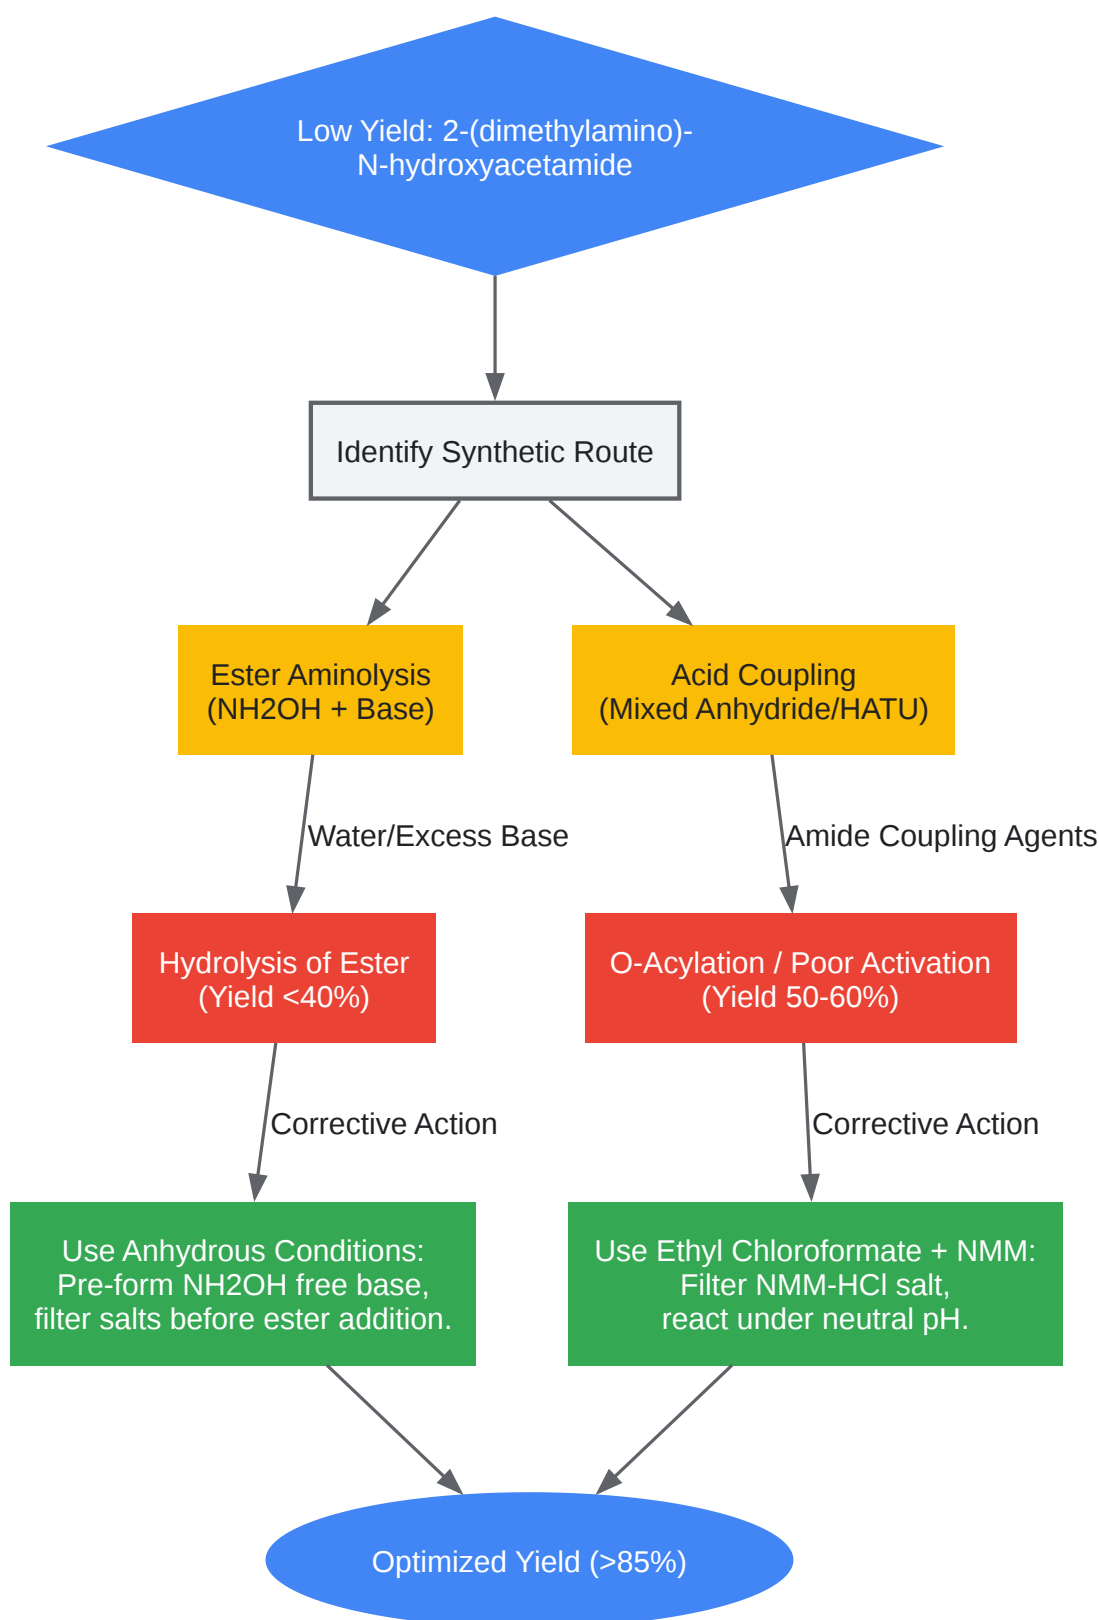 Low Yield: 2-(dimethylamino)-
N-hydroxyacetamide
Identify Synthetic Route
Ester Aminolysis
(NH2OH + Base)
Acid Coupling
(Mixed Anhydride/HATU)
Water/Excess Base
Amide Coupling Agents
Hydrolysis of Ester
(Yield <40%)
O-Acylation / Poor Activation
(Yield 50-60%)
Corrective Action
Corrective Action
Use Anhydrous Conditions:
Pre-form NH2OH free base,
filter salts before ester addition.
Use Ethyl Chloroformate + NMM:
Filter NMM-HCl salt,
react under neutral pH.
Optimized Yield (>85%)